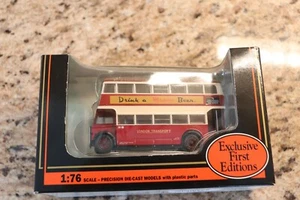 Drink a
Exclusive
First
Editions
1:76 SCALE - PRECISION DIE-CAST MODELS with plastic parts